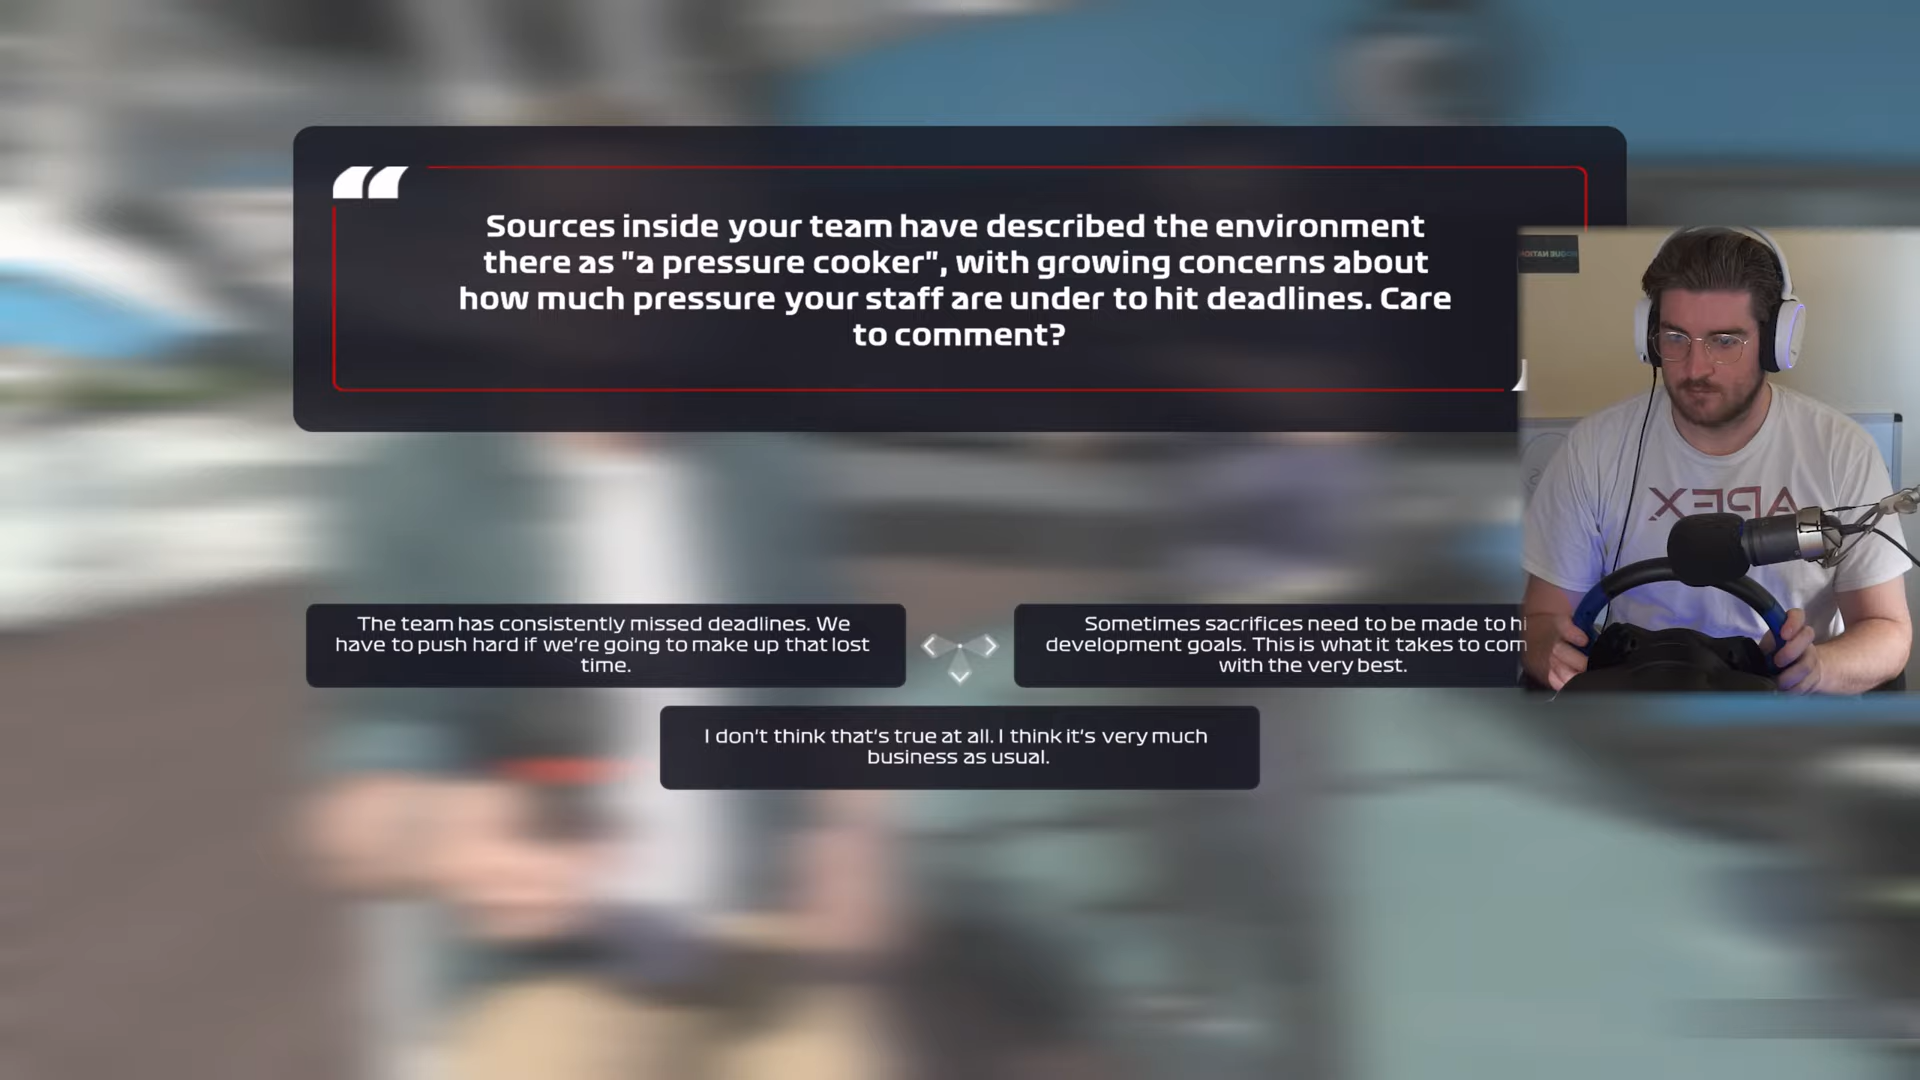 Sources inside your team have described the environment
there as "a pressure cooker", with growing concerns about
how much pressure your staff are under to hit deadlines. Care
to comment?
The team has consistently missed deadlines. We
have to push hard if we're going to make up that lost
time.
Sometimes sacrifices need to be made to
development goals. This is what it takes to
with the very best.
I don't think that's true at all. I think it's very much
business as usual.
APEX